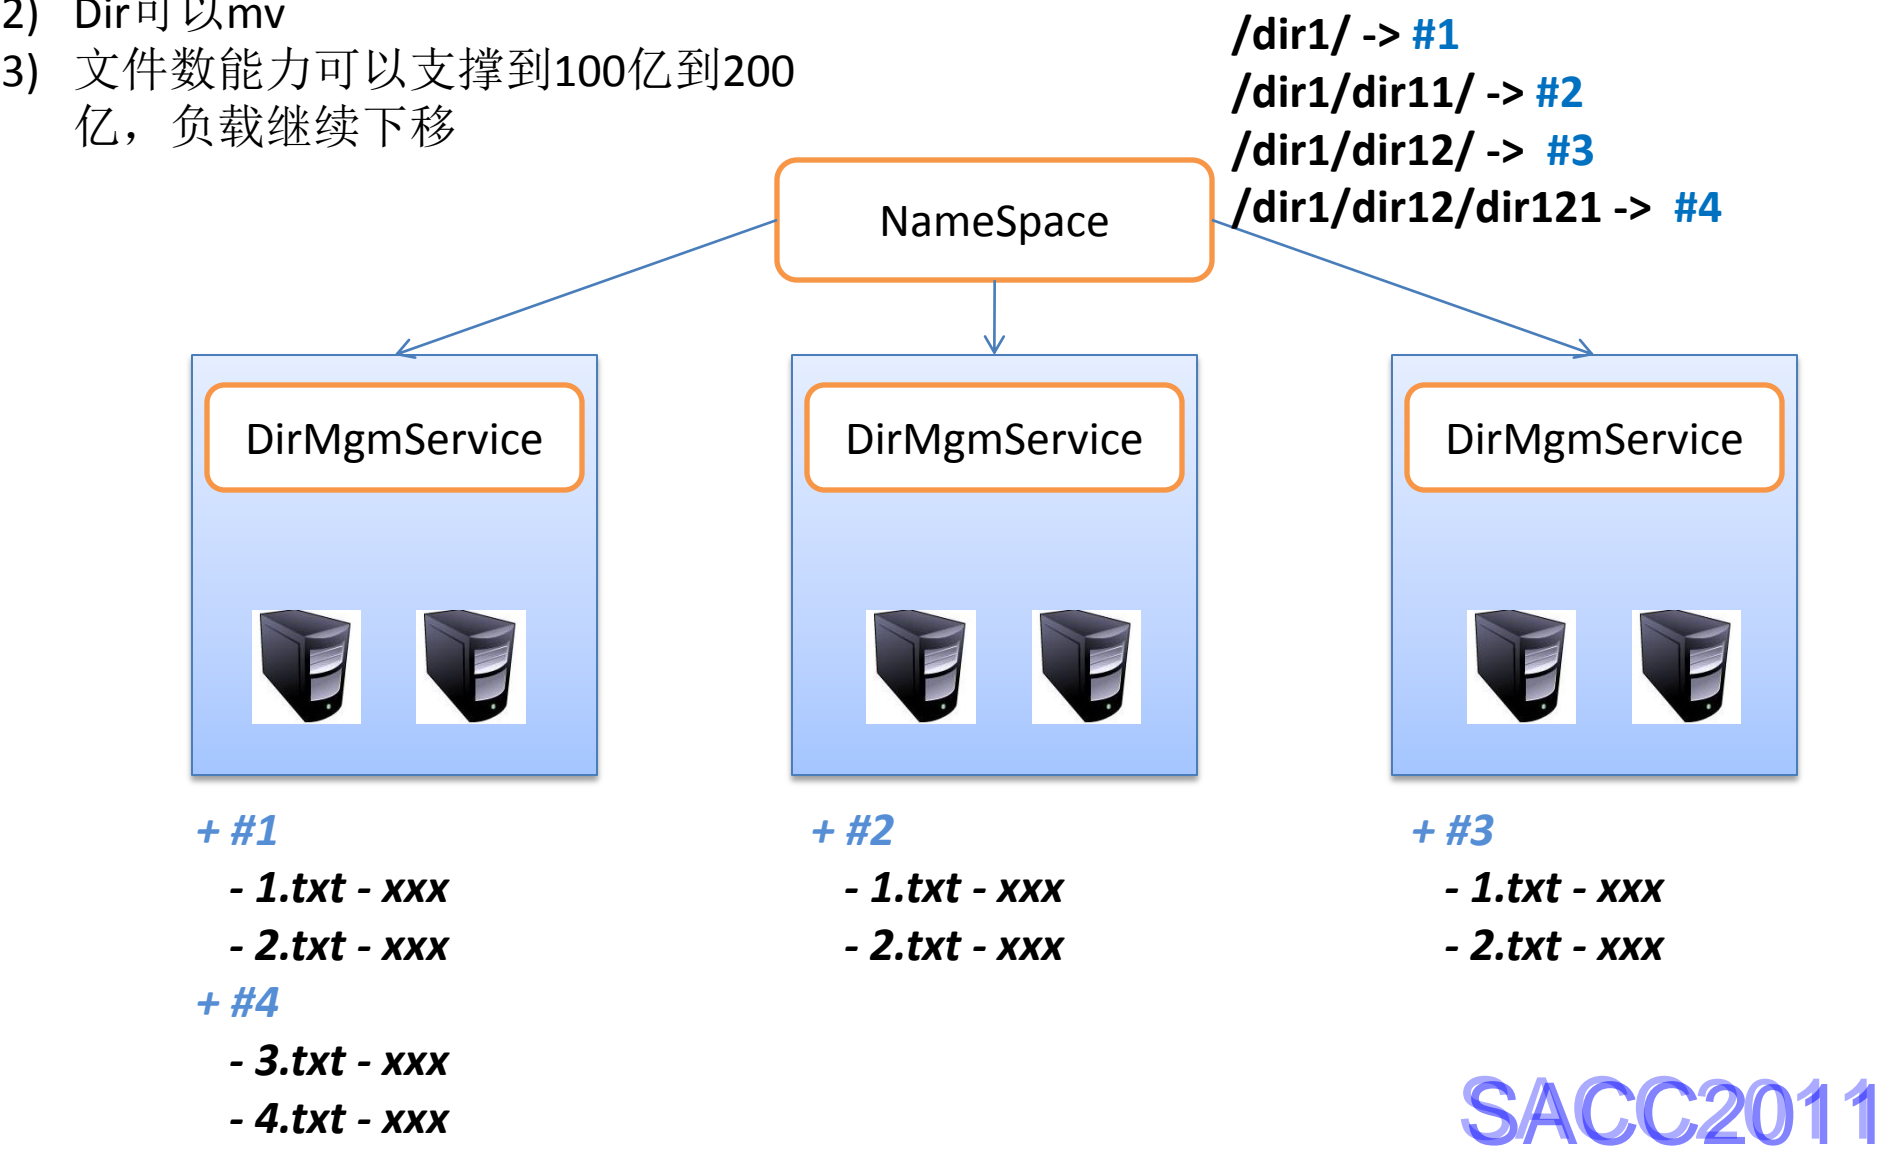 2) Dir可以mv
3) 文件数能力可以支撑到100亿到200
亿，负载继续下移
/dir1/ -> #1
/dir1/dir11/ -> #2
/dir1/dir12/ -> #3
/dir1/dir12/dir121 -> #4
NameSpace
DirMgmService
DirMgmService
DirMgmService
+ #1
- 1.txt - xxx
- 2.txt - xxx
+ #4
- 3.txt - xxx
- 4.txt - xxx
+ #2
- 1.txt - xxx
- 2.txt - xxx
+ #3
- 1.txt - xxx
- 2.txt - xxx
SACC2011